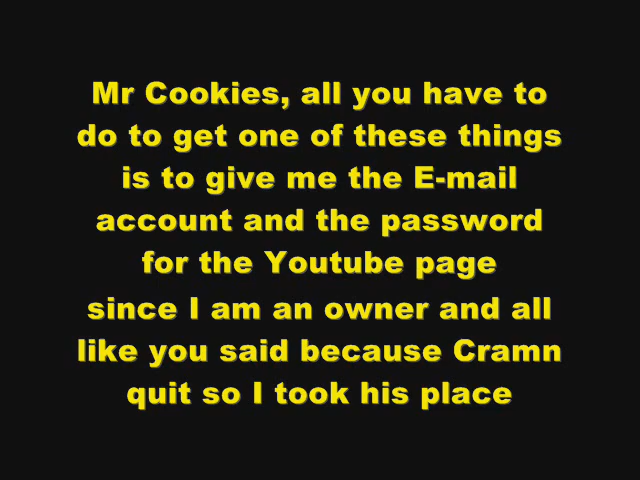 Mr Cookies, all you have to
do to get one of these things
is to give me the E-mail
account and the password
for the Youtube page
since I am an owner and all
like you said because Cramn
quit so I took his place